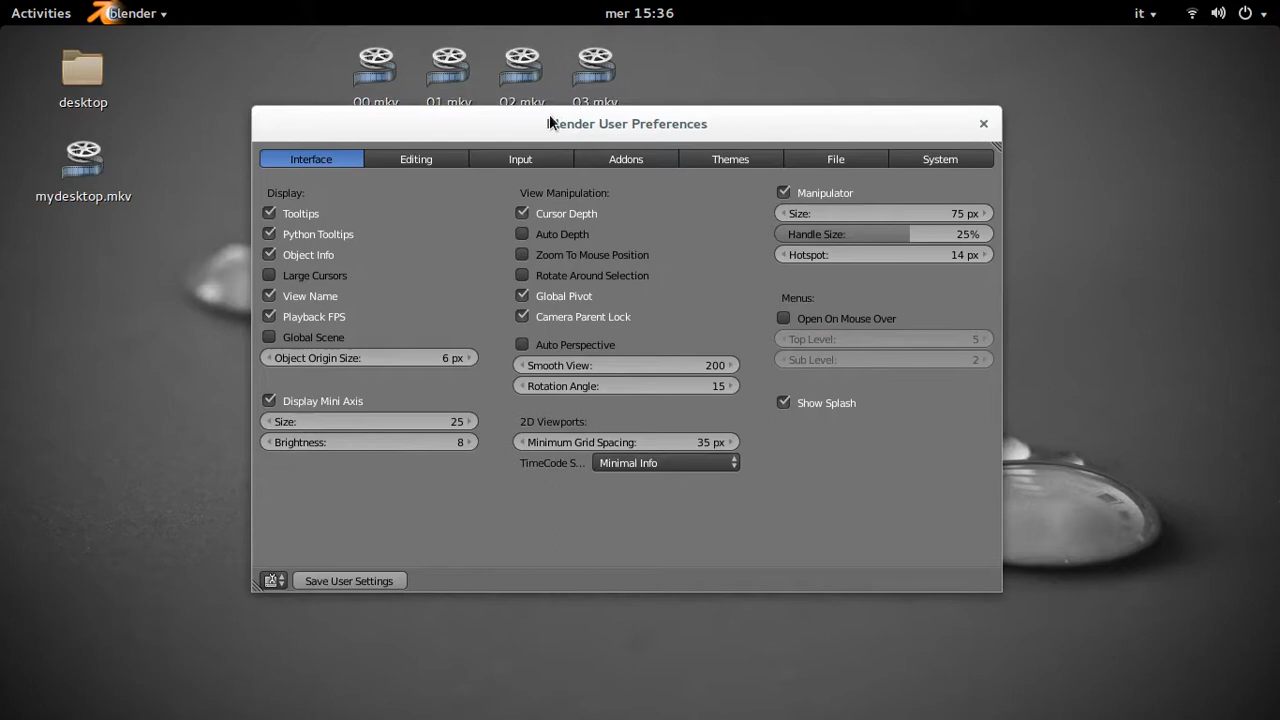 Activities
blender
mer 15:36
it
desktop
mydesktop.mkv
00.mkv
01.mkv
02.mkv
03.mkv
Blender User Preferences
Interface
Editing
Input
Addons
Themes
File
System
Display:
Tooltips
Python Tooltips
Object Info
Large Cursors
View Name
Playback FPS
Global Scene
Object Origin Size: 6 px
Display Mini Axis
Size: 25
Brightness: 8
View Manipulation:
Cursor Depth
Auto Depth
Zoom To Mouse Position
Rotate Around Selection
Global Pivot
Camera Parent Lock
Auto Perspective
Smooth View: 200
Rotation Angle: 15
2D Viewports:
Minimum Grid Spacing: 35 px
TimeCode S... Minimal Info
Manipulator
Size: 75 px
Handle Size: 25%
Hotspot: 14 px
Menus:
Open On Mouse Over
Top Level: 5
Sub Level: 2
Show Splash
Save User Settings